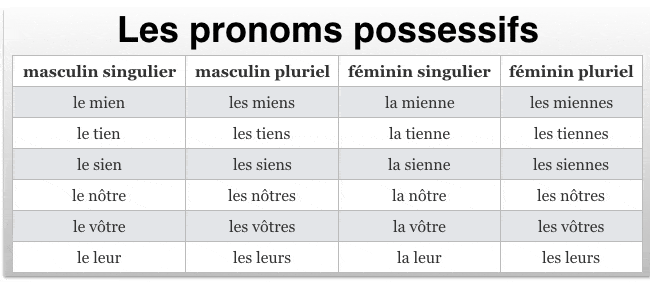 Les pronoms possessifs
masculin singulier masculin pluriel féminin singulier féminin pluriel
le mien les miens la mienne les miennes
le tien les tiens la tienne les tiennes
le sien les siens la sienne les siennes
le nôtre les nôtres la nôtre les nôtres
le vôtre les vôtres la vôtre les vôtres
le leur les leurs la leur les leurs